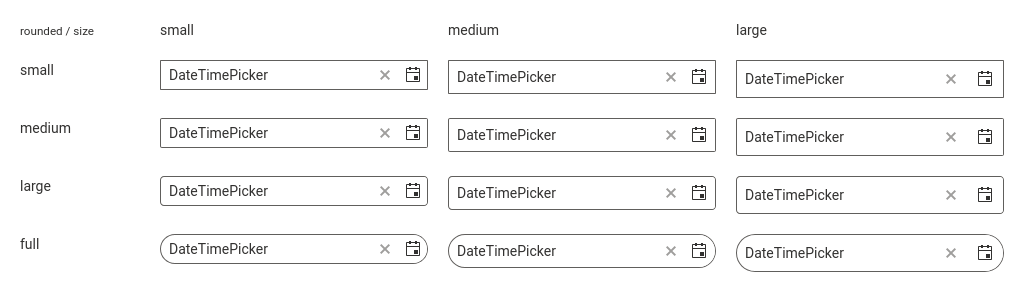 rounded / size small medium large
small DateTimePicker DateTimePicker DateTimePicker
medium DateTimePicker DateTimePicker DateTimePicker
large DateTimePicker DateTimePicker DateTimePicker
full DateTimePicker DateTimePicker DateTimePicker